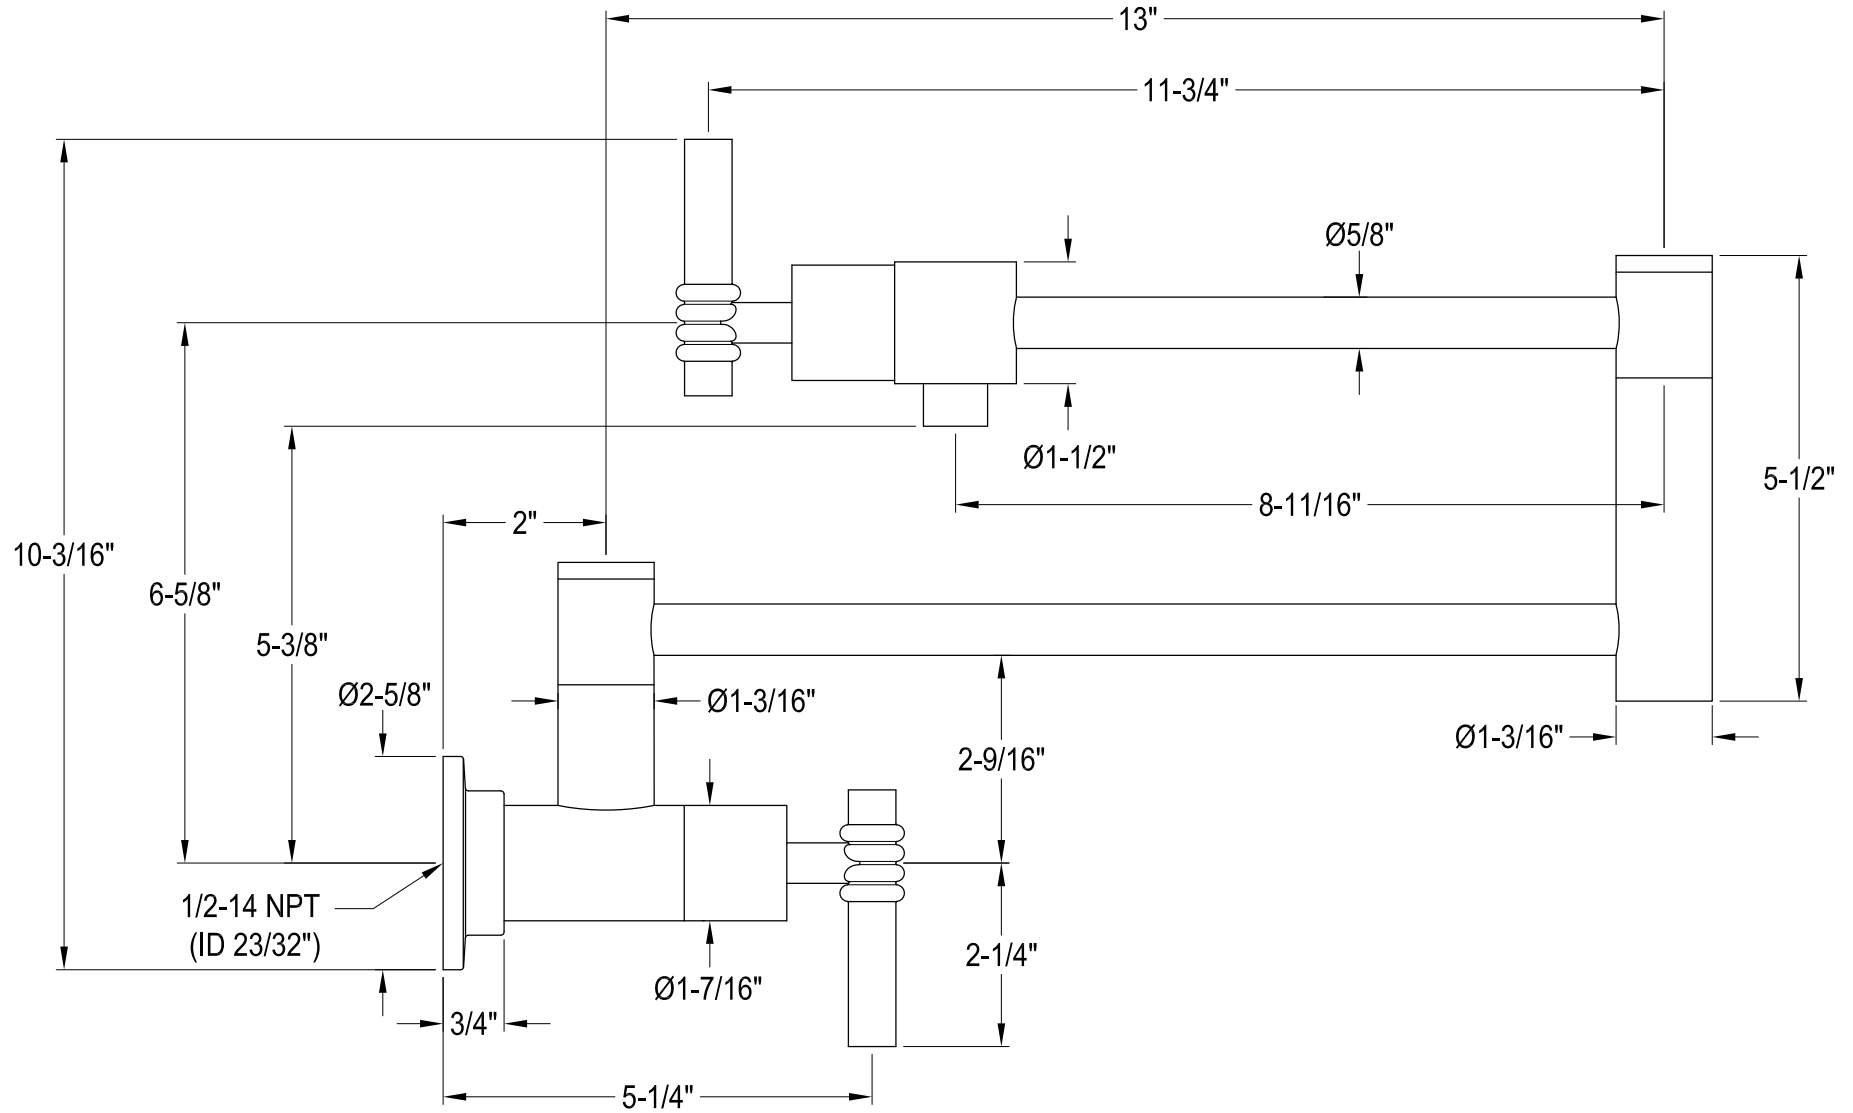 13"
11-3/4"
Ø5/8"
Ø1-1/2"
5-1/2"
8-11/16"
2"
10-3/16"
6-5/8"
5-3/8"
Ø2-5/8"
Ø1-3/16"
Ø1-3/16"
2-9/16"
1/2-14 NPT
(ID 23/32")
2-1/4"
Ø1-7/16"
3/4"
5-1/4"